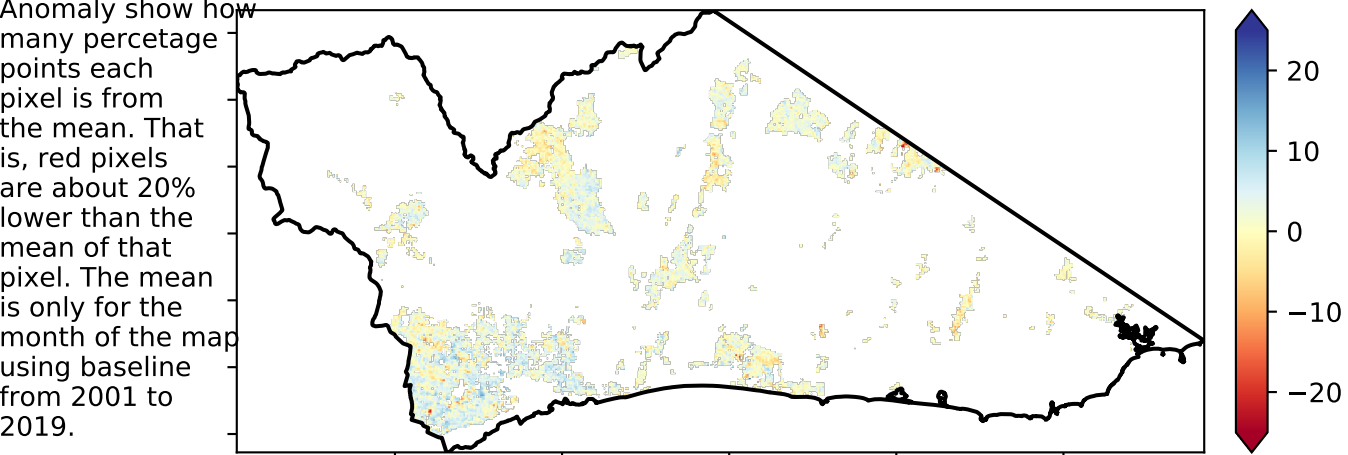 Anomaly show how
many percetage
points each
pixel is from
the mean. That
is, red pixels
are about 20%
lower than the
mean of that
pixel. The mean
is only for the
month of the map
using baseline
from 2001 to
2019.
20
10
0
−10
−20